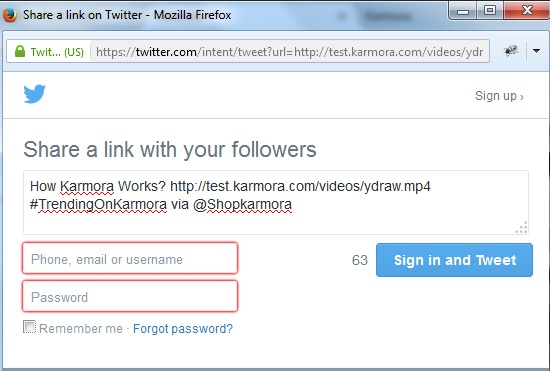 Share a link on Twitter - Mozilla Firefox
Twit... (US) https://twitter.com/intent/tweet?url=http://test.karmora.com/videos/ydr
Sign up ›
Share a link with your followers
How Karmora Works? http://test.karmora.com/videos/ydraw.mp4
#TrendingOnKarmora via @Shopkarmora
Phone, email or username
63 Sign in and Tweet
Password
Remember me · Forgot password?